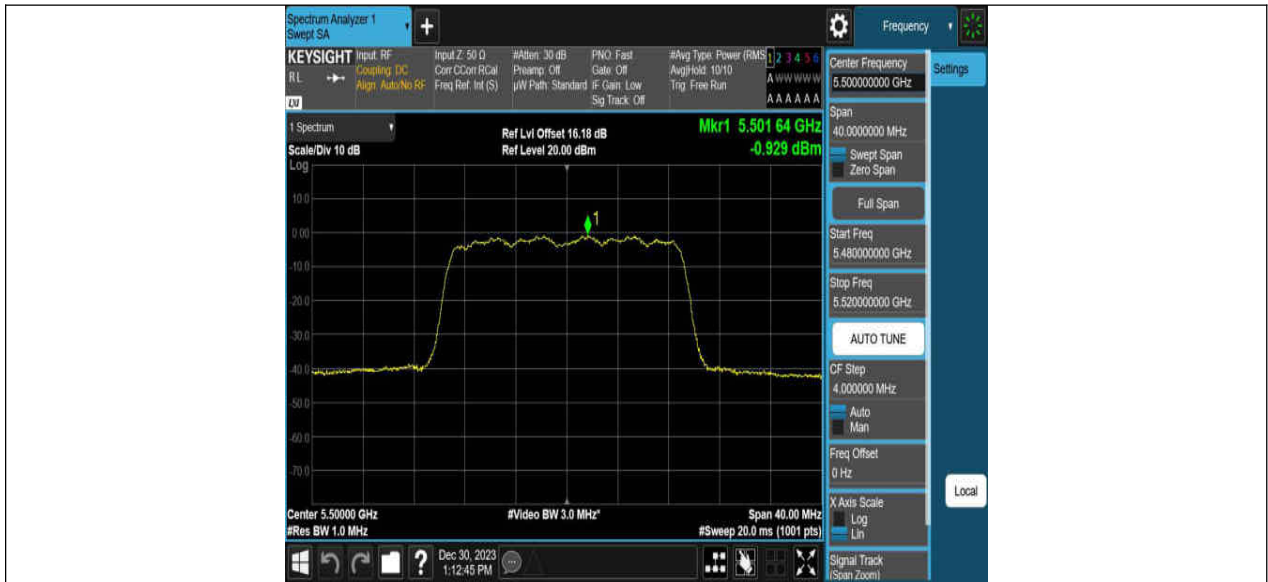 Spectrum Analyzer 1
Swept SA
+
Frequency
KEYSIGHT
RL
LXI
Input: RF
Coupling: DC
Align: Auto/No RF
Input Z: 50 Ω
Corr CCorr RCal
Freq Ref: Int (S)
#Atten: 30 dB
Preamp: Off
µW Path: Standard
PNO: Fast
Gate: Off
IF Gain: Low
Sig Track: Off
#Avg Type: Power (RMS
Avg|Hold: 10/10
Trig: Free Run
1 2 3 4 5 6
A W W W W W
A A A A A A
1 Spectrum
Scale/Div 10 dB
Log
Ref Lvl Offset 16.18 dB
Ref Level 20.00 dBm
Mkr1 5.501 64 GHz
-0.929 dBm
1
10.0
0.00
-10.0
-20.0
-30.0
-40.0
-50.0
-60.0
-70.0
Center 5.50000 GHz
#Res BW 1.0 MHz
#Video BW 3.0 MHz*
Span 40.00 MHz
#Sweep 20.0 ms (1001 pts)
Center Frequency
5.500000000 GHz
Settings
Span
40.0000000 MHz
Swept Span
Zero Span
Full Span
Start Freq
5.480000000 GHz
Stop Freq
5.520000000 GHz
AUTO TUNE
CF Step
4.000000 MHz
Auto
Man
Freq Offset
0 Hz
X Axis Scale
Log
Lin
Local
Signal Track
(Span Zoom)
?
Dec 30, 2023
1:12:45 PM